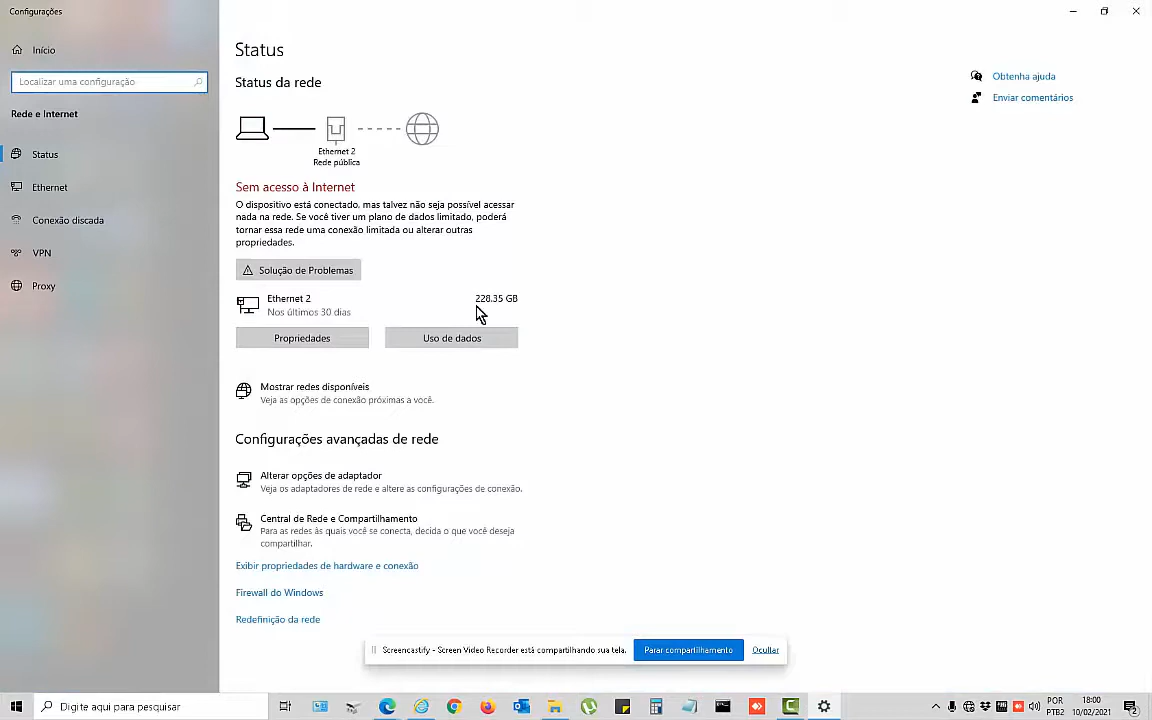 Configurações
Início
Localizar uma configuração
Rede e Internet
Status
Ethernet
Conexão discada
VPN
Proxy
Status
Status da rede
Ethernet 2
Rede pública
Sem acesso à Internet
O dispositivo está conectado, mas talvez não seja possível acessar
nada na rede. Se você tiver um plano de dados limitado, poderá
tornar essa rede uma conexão limitada ou alterar outras
propriedades.
Solução de Problemas
Ethernet 2
Nos últimos 30 dias
228.35 GB
Propriedades
Uso de dados
Mostrar redes disponíveis
Veja as opções de conexão próximas a você.
Configurações avançadas de rede
Alterar opções de adaptador
Veja os adaptadores de rede e altere as configurações de conexão.
Central de Rede e Compartilhamento
Para as redes às quais você se conecta, decida o que você deseja
compartilhar.
Exibir propriedades de hardware e conexão
Firewall do Windows
Redefinição da rede
Obtenha ajuda
Enviar comentários
Screencastify - Screen Video Recorder está compartilhando sua tela.
Parar compartilhamento
Ocultar
Digite aqui para pesquisar
POR
PTB2
18:00
10/02/2021
2